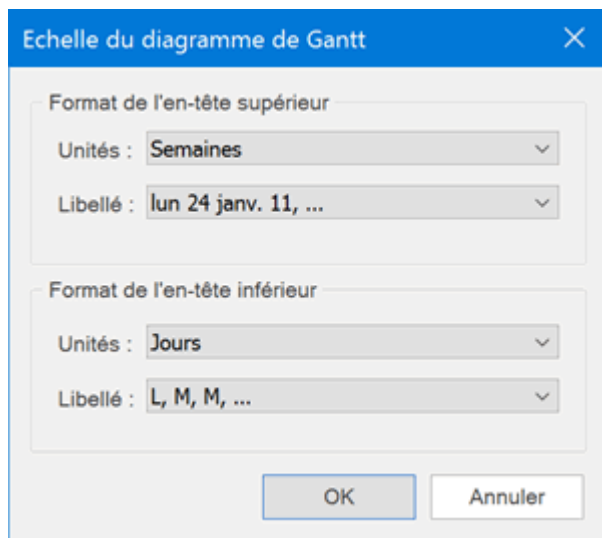 Echelle du diagramme de Gantt
Format de l'en-tête supérieur
Unités : Semaines
Libellé : lun 24 janv. 11, ...
Format de l'en-tête inférieur
Unités : Jours
Libellé : L, M, M, ...
OK Annuler